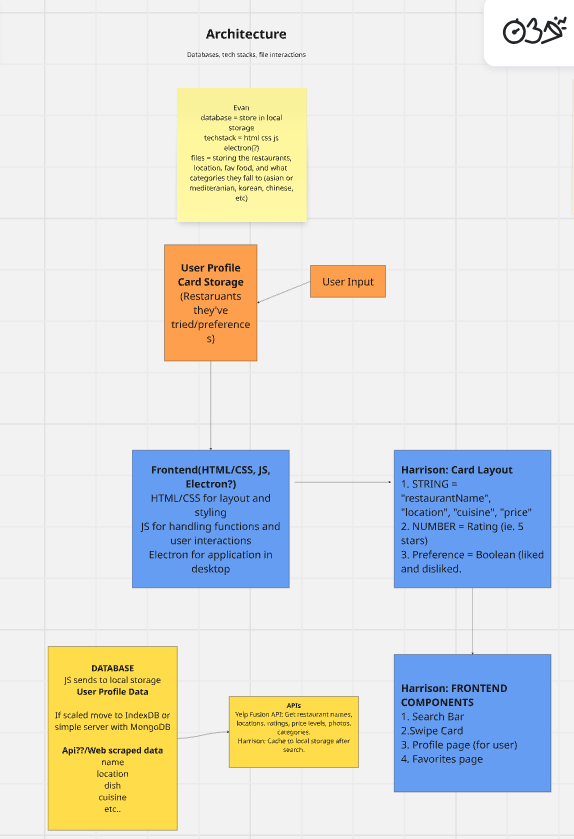 Architecture
Databases, tech stacks, file interactions
Evan
database = store in local
storage
techstack = html css js
electron(?)
files = storing the restaurants,
location, fav food, and what
categories they fall to (asian or
mediteranian, korean, chinese,
etc)
User Profile
Card Storage
(Restaruants
they've
tried/preference
s)
User Input
Frontend(HTML/CSS, JS,
Electron?)
HTML/CSS for layout and
styling
JS for handling functions and
user interactions
Electron for application in
desktop
Harrison: Card Layout
1. STRING =
"restaurantName",
"location", "cuisine", "price"
2. NUMBER = Rating (ie. 5
stars)
3. Preference = Boolean (liked
and disliked.
DATABASE
JS sends to local storage
User Profile Data
If scaled move to IndexDB or
simple server with MongoDB
Api??/Web scraped data
name
location
dish
cuisine
etc..
APIs
Yelp Fusion API: Get restaurant names,
locations, ratings, price levels, photos,
categories.
Harrison: Cache to local storage after
search.
Harrison: FRONTEND
COMPONENTS
1. Search Bar
2.Swipe Card
3. Profile page (for user)
4. Favorites page